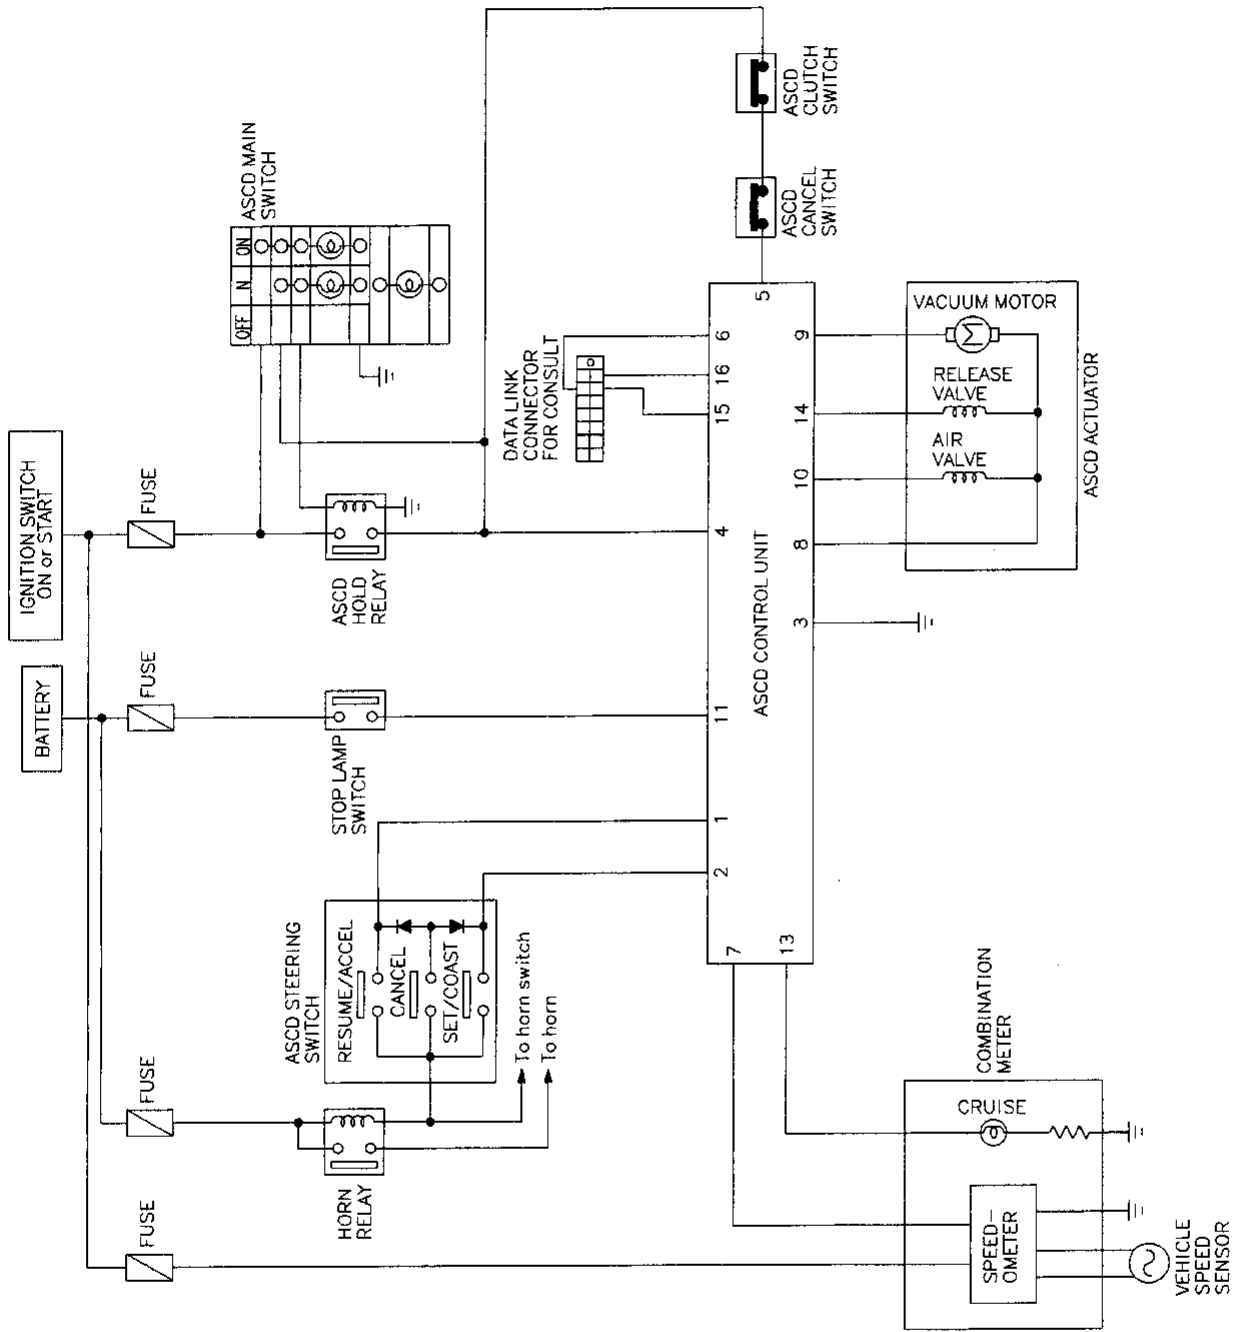 IGNITION SWITCH
ON or START
BATTERY
FUSE
FUSE
FUSE
FUSE
ASCD MAIN
SWITCH
OFF
N
ON
ASCD
HOLD
RELAY
STOP LAMP
SWITCH
ASCD STEERING
SWITCH
RESUME/ACCEL
CANCEL
SET/COAST
HORN
RELAY
To horn switch
To horn
DATA LINK
CONNECTOR
FOR CONSULT
ASCD
CLUTCH
SWITCH
ASCD
CANCEL
SWITCH
ASCD CONTROL UNIT
5
6
16
15
4
11
1
2
7
13
9
14
10
8
3
VACUUM MOTOR
M
RELEASE
VALVE
AIR
VALVE
ASCD ACTUATOR
COMBINATION
METER
CRUISE
SPEED-
OMETER
VEHICLE
SPEED
SENSOR